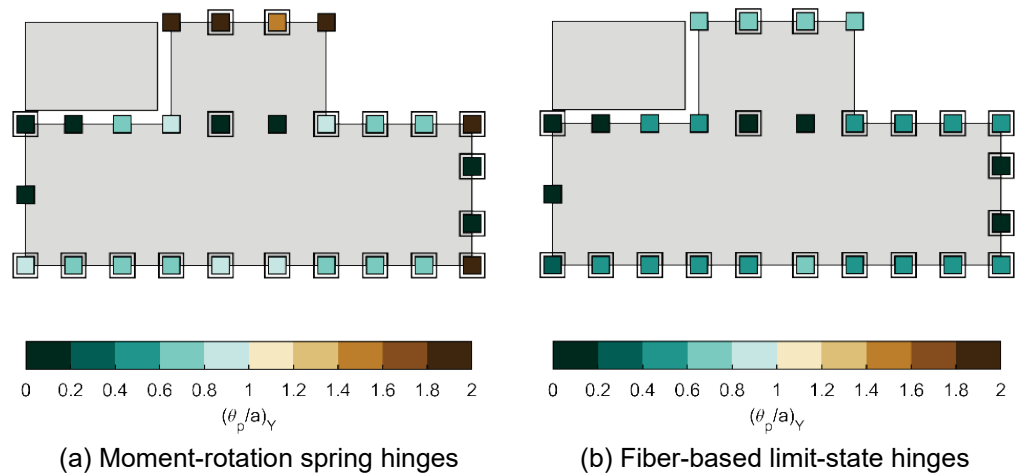 0 0.2 0.4 0.6 0.8 1 1.2 1.4 1.6 1.8 2
(θp/a)Y
(a) Moment-rotation spring hinges
0 0.2 0.4 0.6 0.8 1 1.2 1.4 1.6 1.8 2
(θp/a)Y
(b) Fiber-based limit-state hinges